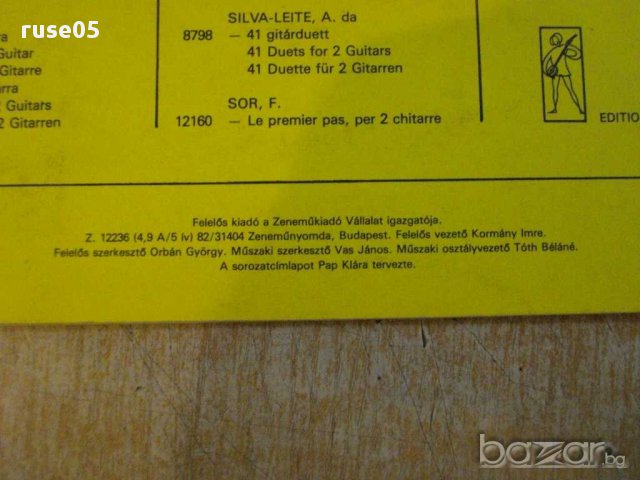 ruse05
ra
Guitar
Gitarre
arra
2 Guitars
2 Gitarren
SILVA-LEITE, A. da
8798 — 41 gitárduett
41 Duets for 2 Guitars
41 Duette für 2 Gitarren
SOR, F.
12160 — Le premier pas, per 2 chitarre
EDITIO
Felelős kiadó a Zeneműkiadó Vállalat igazgatója.
Z. 12236 (4,9 A/5 ív) 82/31404 Zeneműnyomda, Budapest. Felelős vezető Kormány Imre.
Felelős szerkesztő Orbán György. Műszaki szerkesztő Vas János. Műszaki osztályvezető Tóth Béláné.
A sorozatcímlapot Pap Klára tervezte.
bazar.bg